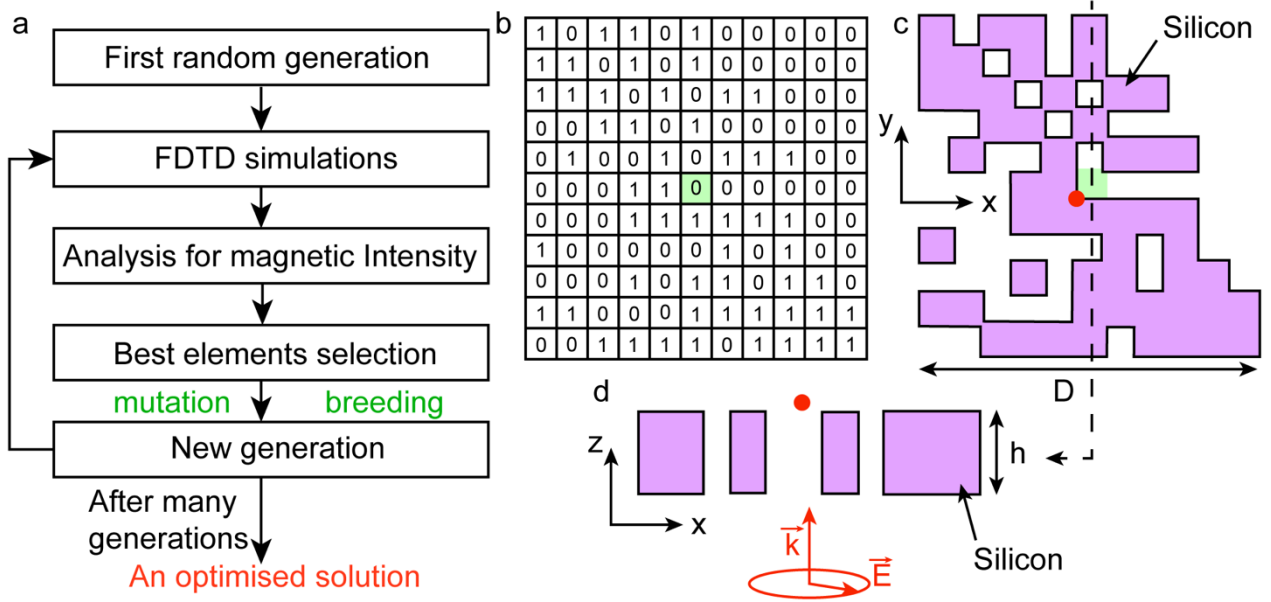 a
First random generation
FDTD simulations
Analysis for magnetic Intensity
Best elements selection
mutation breeding
New generation
After many
generations
An optimised solution
b
1 0 1 1 0 1 0 0 0 0 0
1 1 0 1 0 1 0 0 0 0 0
1 1 1 1 1 0 1 1 0 0 0
0 0 1 1 0 1 0 0 0 0 0
0 1 0 0 1 0 1 1 1 0 0
0 0 0 1 1 0 0 0 0 0 0
0 0 0 1 1 1 1 1 1 0 0
1 0 0 0 0 0 1 0 1 0 0
0 0 0 1 0 1 1 0 1 1 0
1 1 0 0 0 1 1 1 1 1 1
0 0 1 1 1 1 0 1 1 1 1
c
Silicon
y
x
D
d
z
x
h
k
E
Silicon